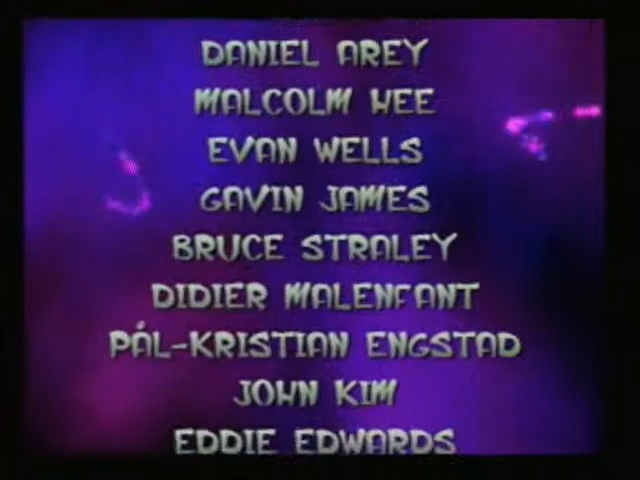 DANIEL AREY
MALCOLM HEE
EVAN WELLS
GAVIN JAMES
BRUCE STRALEY
DIDIER MALENFANT
PÁL-KRISTIAN ENGSTAD
JOHN KIM
EDDIE EDWARDS